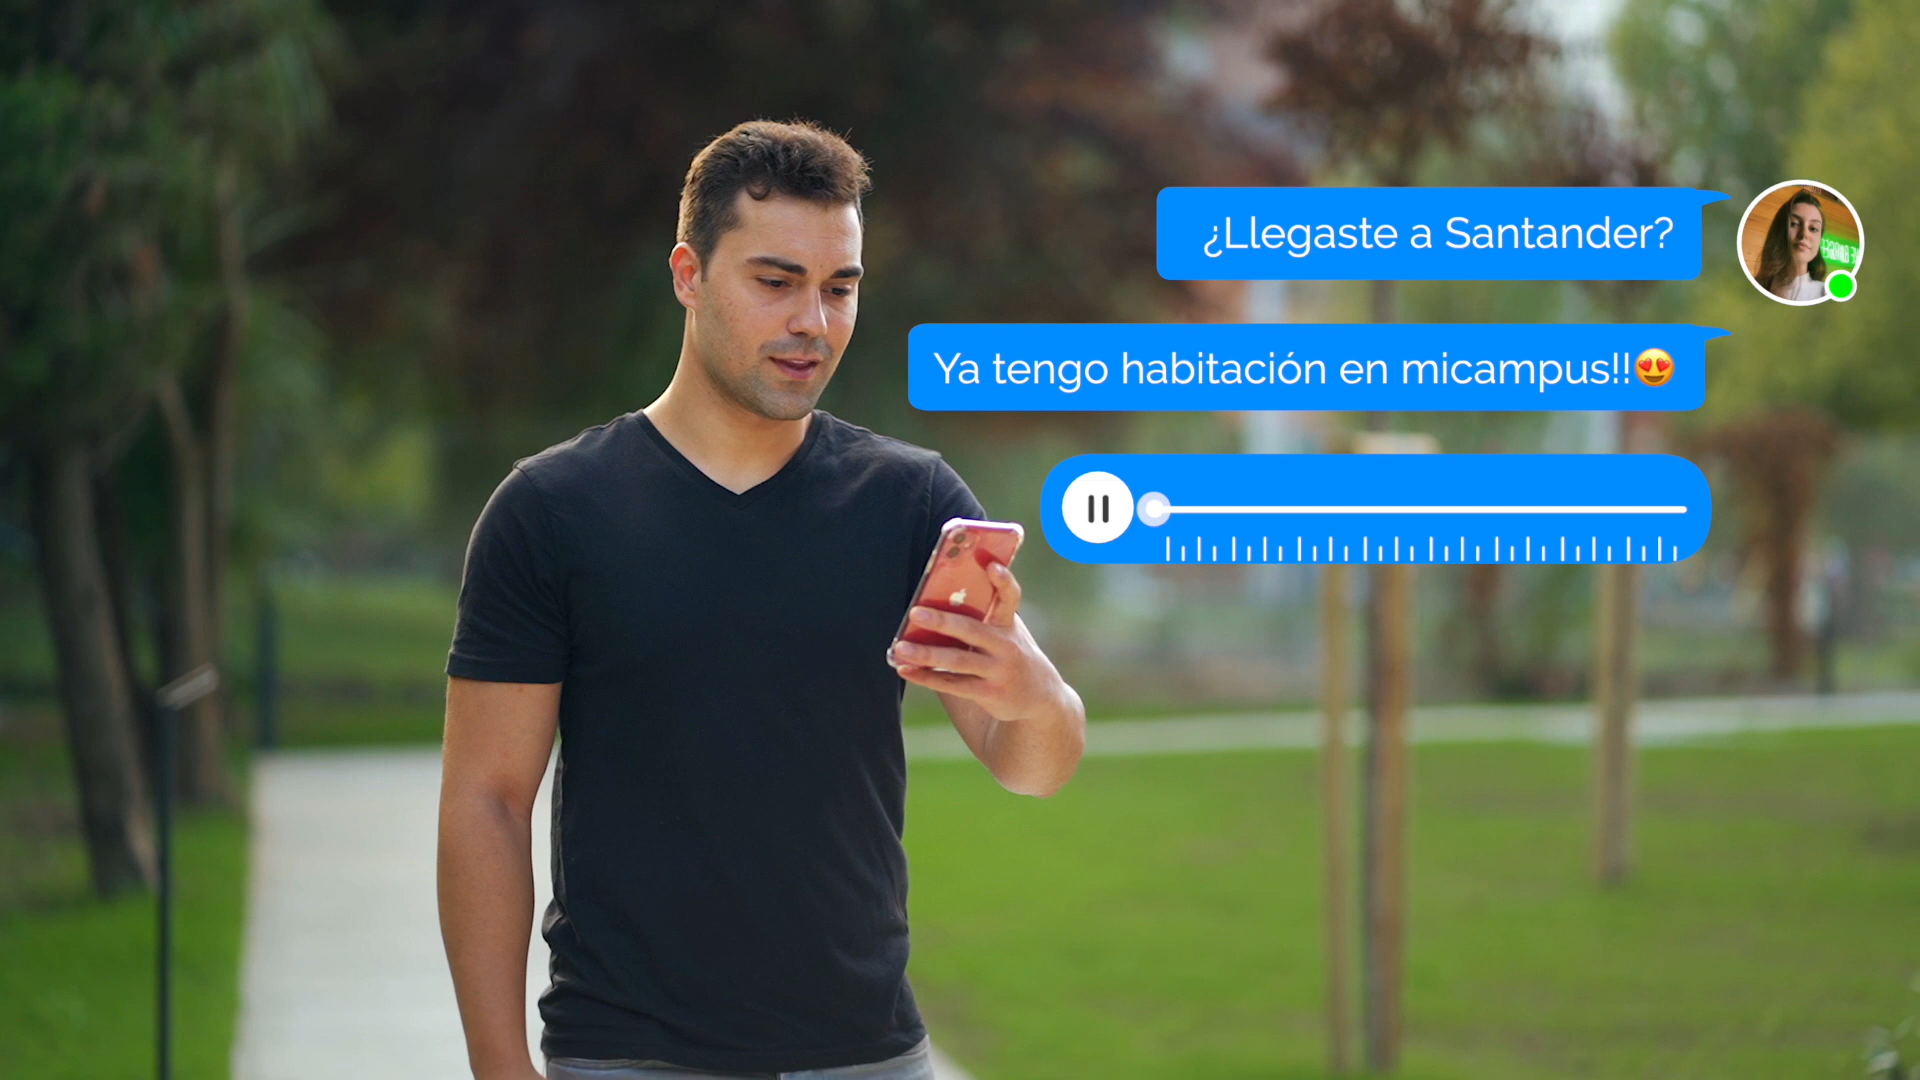 ¿Llegaste a Santander?
Ya tengo habitación en micampus!!😍